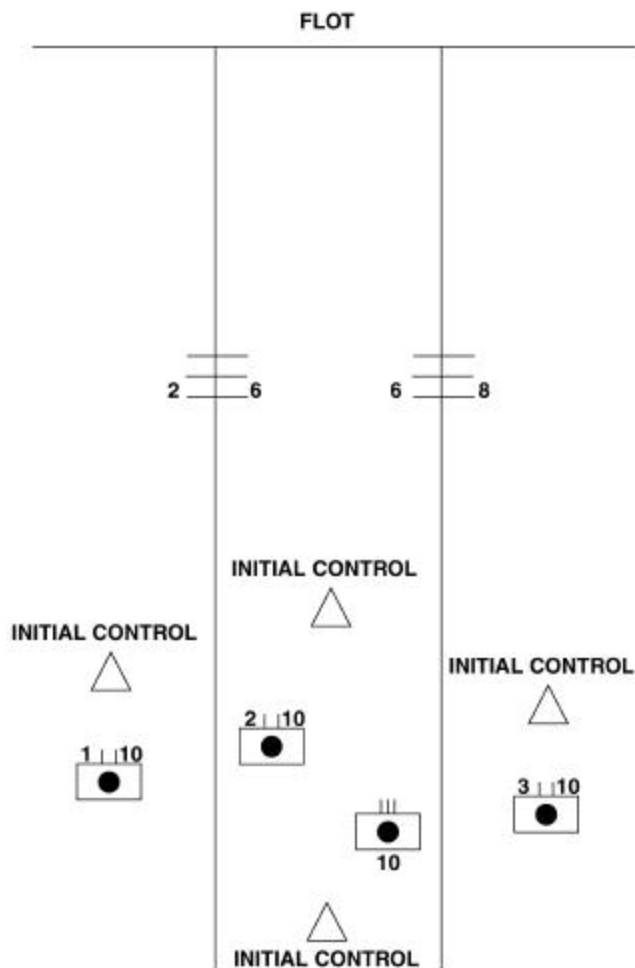 FLOT
2 6
6 8
INITIAL CONTROL
INITIAL CONTROL
INITIAL CONTROL
2 10
1 10
3 10
10
INITIAL CONTROL